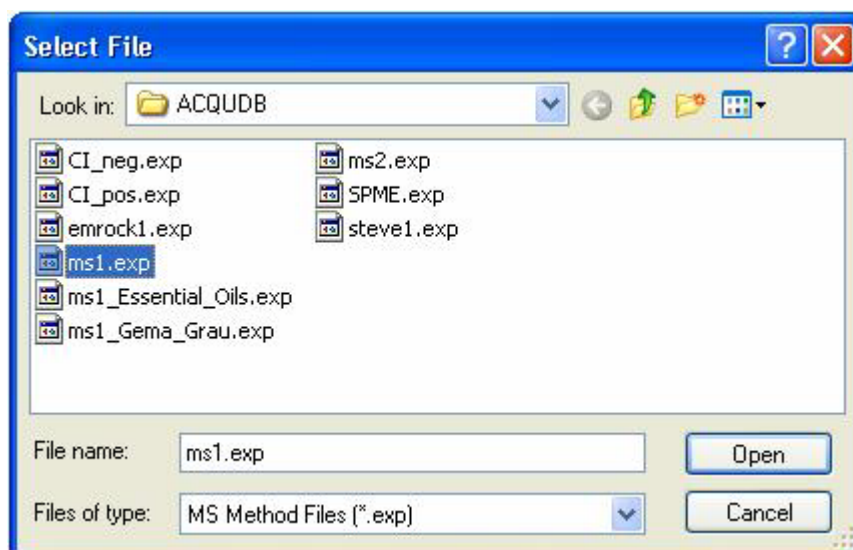 Select File
Look in: ACQUDB
CI_neg.exp
CI_pos.exp
emrock1.exp
ms1.exp
ms1_Essential_Oils.exp
ms1_Gema_Grau.exp
ms2.exp
SPME.exp
steve1.exp
File name: ms1.exp Open
Files of type: MS Method Files (*.exp) Cancel